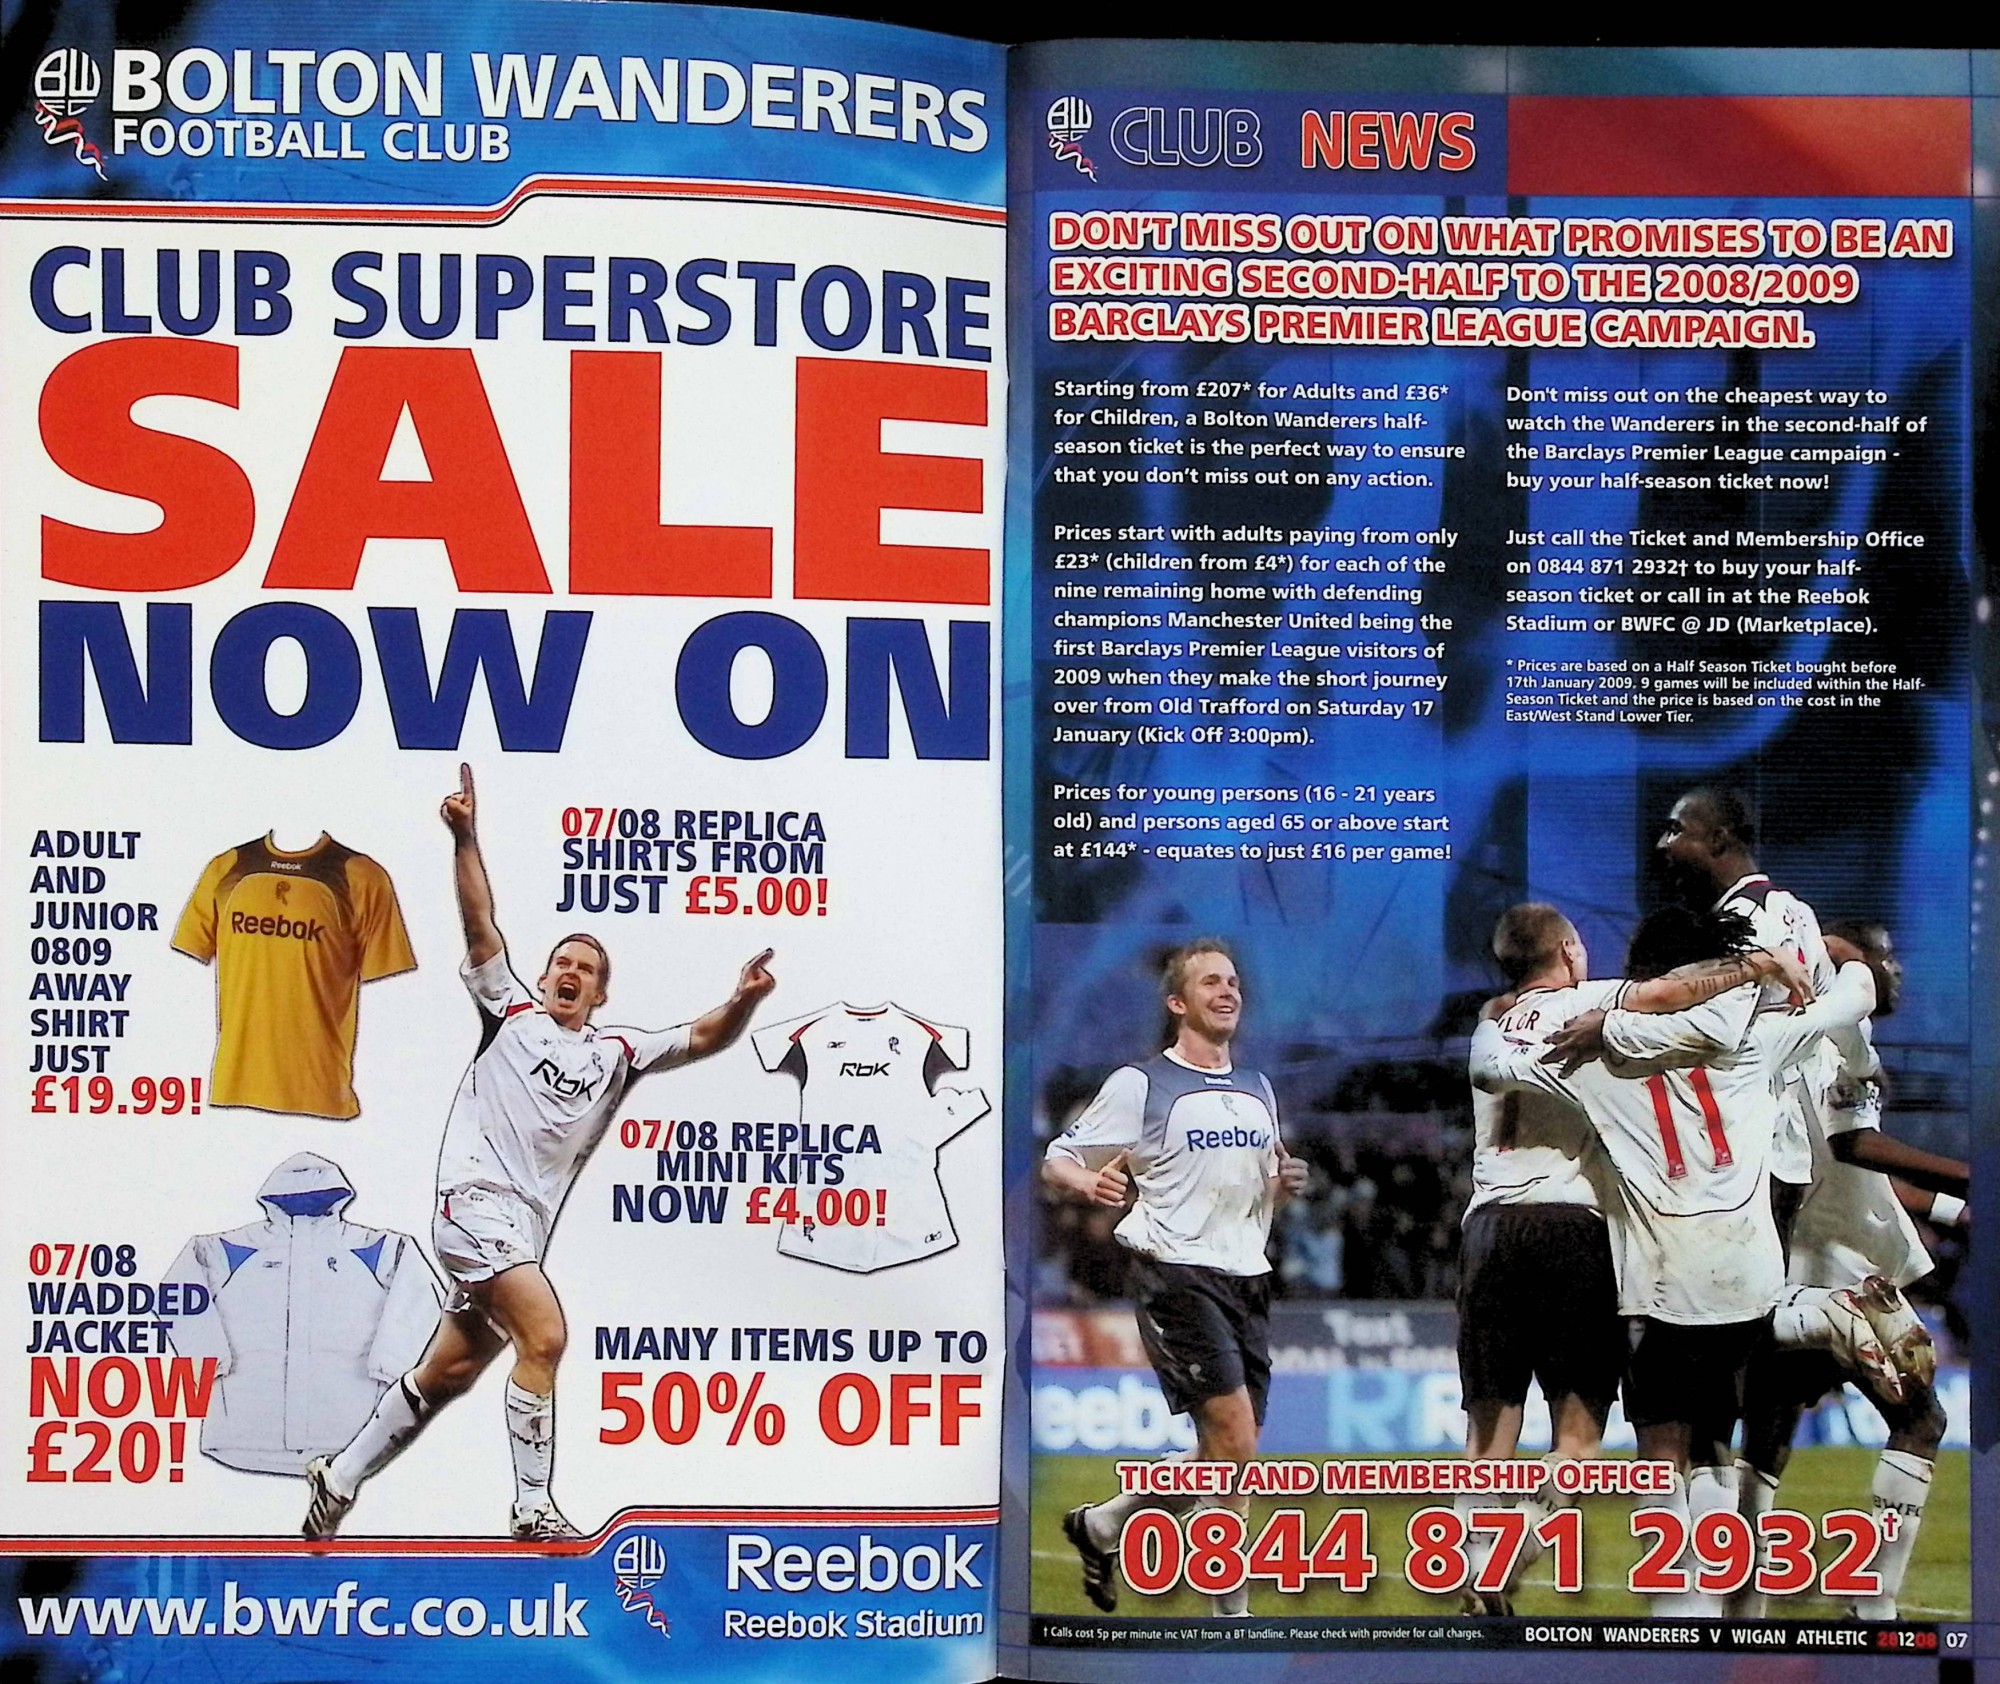 BOLTON WANDERERS
FOOTBALL CLUB
CLUB SUPERSTORE
SALE
NOW ON
ADULT
AND
JUNIOR
0809
AWAY
SHIRT
JUST
£19.99!
Reebok
Reebok
07/08 REPLICA
SHIRTS FROM
JUST £5.00!
RbK
RbK
07/08 REPLICA
MINI KITS
NOW £4.00!
07/08
WADDED
JACKET
NOW
£20!
MANY ITEMS UP TO
50% OFF
www.bwfc.co.uk
BW
Reebok
Reebok Stadium
BW
FC
CLUB NEWS
DON'T MISS OUT ON WHAT PROMISES TO BE AN
EXCITING SECOND-HALF TO THE 2008/2009
BARCLAYS PREMIER LEAGUE CAMPAIGN.
Starting from £207* for Adults and £36*
for Children, a Bolton Wanderers half-
season ticket is the perfect way to ensure
that you don't miss out on any action.
Prices start with adults paying from only
£23* (children from £4*) for each of the
nine remaining home with defending
champions Manchester United being the
first Barclays Premier League visitors of
2009 when they make the short journey
over from Old Trafford on Saturday 17
January (Kick Off 3:00pm).
Prices for young persons (16 - 21 years
old) and persons aged 65 or above start
at £144* - equates to just £16 per game!
Don't miss out on the cheapest way to
watch the Wanderers in the second-half of
the Barclays Premier League campaign -
buy your half-season ticket now!
Just call the Ticket and Membership Office
on 0844 871 2932† to buy your half-
season ticket or call in at the Reebok
Stadium or BWFC @ JD (Marketplace).
* Prices are based on a Half Season Ticket bought before
17th January 2009. 9 games will be included within the Half-
Season Ticket and the price is based on the cost in the
East/West Stand Lower Tier.
LOR
11
Reebok
TICKET AND MEMBERSHIP OFFICE
0844 871 2932†
BWFC
† Calls cost 5p per minute inc VAT from a BT landline. Please check with provider for call charges.
BOLTON WANDERERS V WIGAN ATHLETIC 281208 07